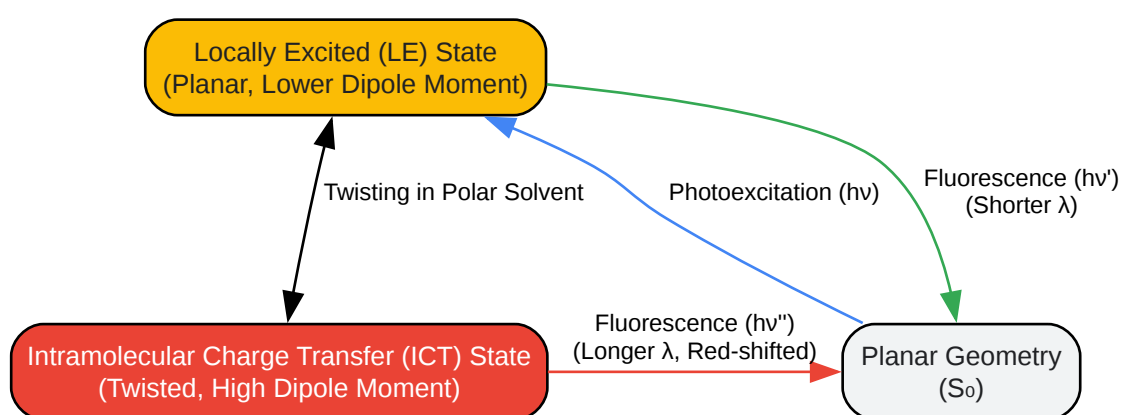 Locally Excited (LE) State
(Planar, Lower Dipole Moment)
Twisting in Polar Solvent
Photoexcitation (hν)
Fluorescence (hν')
(Shorter λ)
Fluorescence (hν'')
(Longer λ, Red-shifted)
Intramolecular Charge Transfer (ICT) State
(Twisted, High Dipole Moment)
Planar Geometry
(S₀)